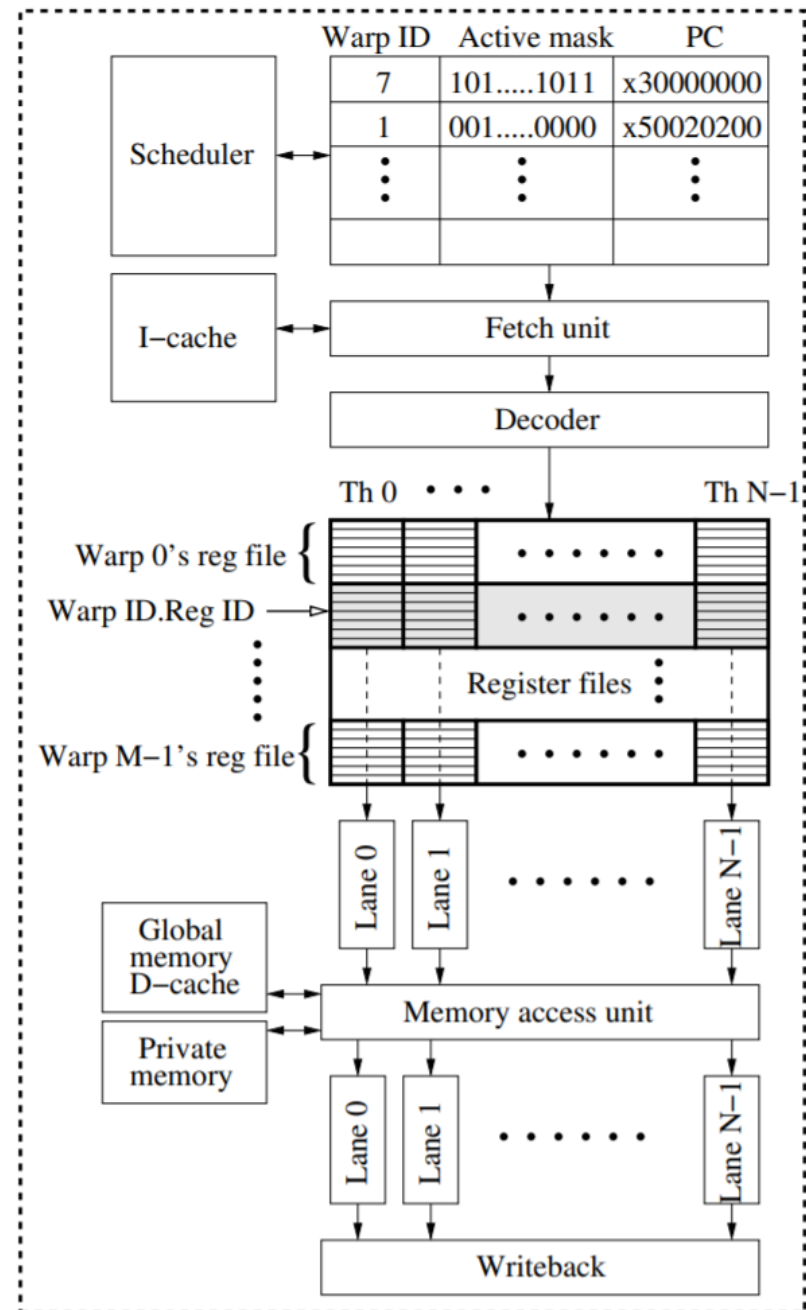 Warp ID Active mask PC
7 101.....1011 x30000000
1 001.....0000 x50020200
Scheduler
I−cache
Fetch unit
Decoder
Th 0 Th N−1
Warp 0's reg file
Warp ID.Reg ID
Register files
Warp M−1's reg file
Lane 0
Lane 1
Lane N−1
Global
memory
D−cache
Memory access unit
Private
memory
Lane 0
Lane 1
Lane N−1
Writeback